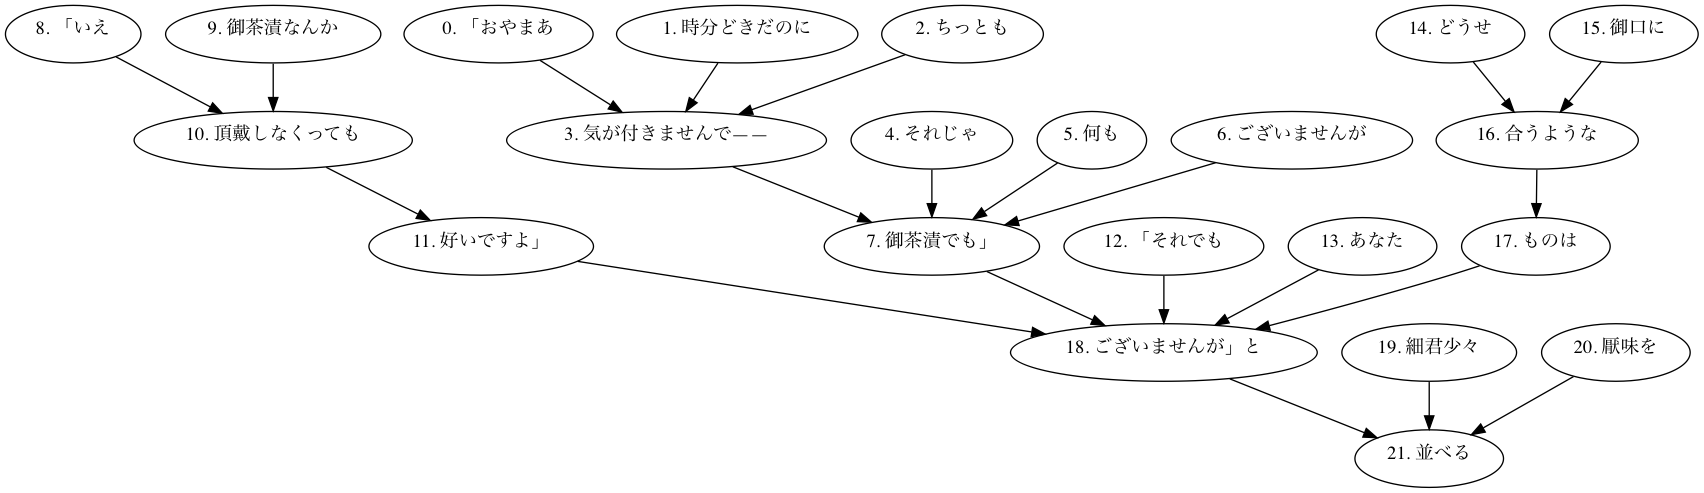 8. 「いえ
9. 御茶漬なんか
0. 「おやまあ
1. 時分どきだのに
2. ちっとも
14. どうせ
15. 御口に
10. 頂戴しなくっても
3. 気が付きませんで——
4. それじゃ
5. 何も
6. ございませんが
16. 合うような
11. 好いですよ」
7. 御茶漬でも」
12. 「それでも
13. あなた
17. ものは
18. ございませんが」と
19. 細君少々
20. 厭味を
21. 並べる